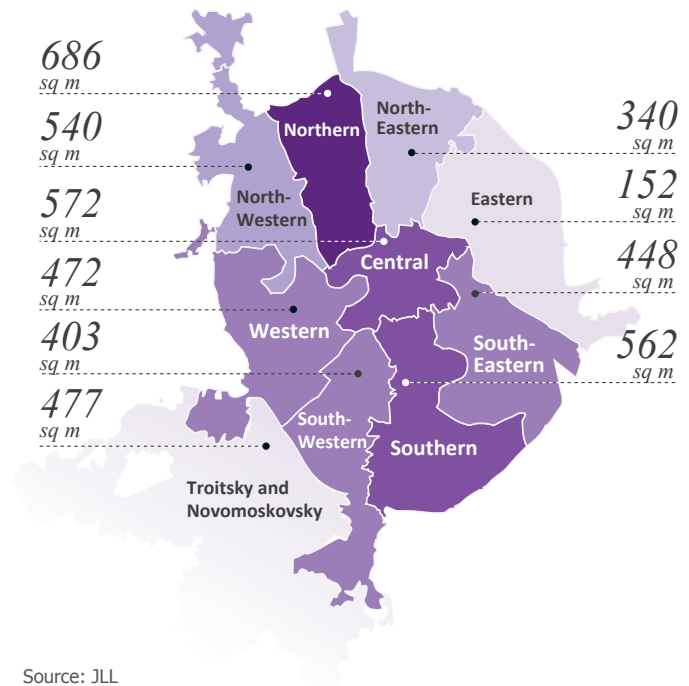 686
sq m
540
sq m
572
sq m
472
sq m
403
sq m
477
sq m
Northern
North-
Eastern
North-
Western
Eastern
Central
Western
South-
Eastern
South-
Western
Southern
Troitsky and
Novomoskovsky
340
sq m
152
sq m
448
sq m
562
sq m
Source: JLL